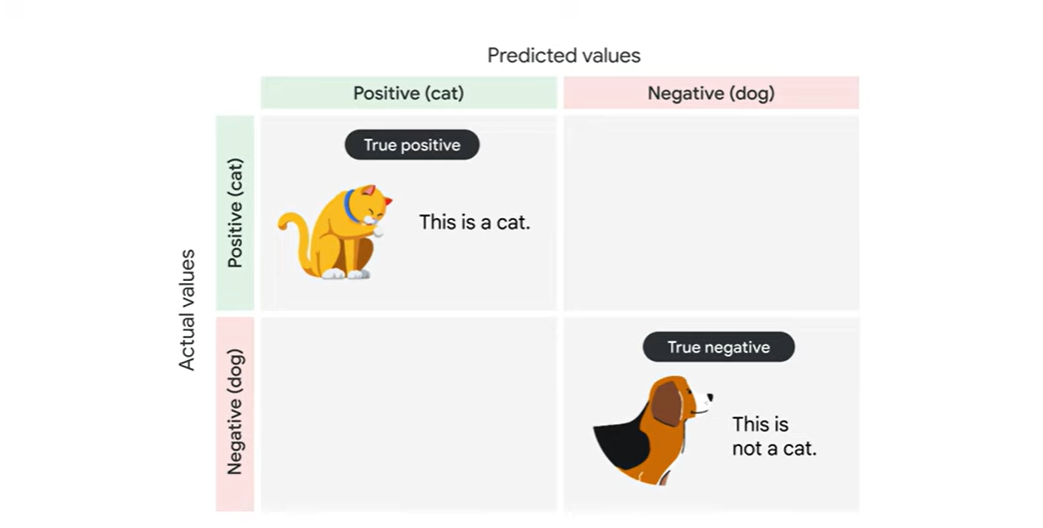 Predicted values
Positive (cat)
Negative (dog)
Actual values
Positive (cat)
True positive
This is a cat.
Negative (dog)
True negative
This is
not a cat.